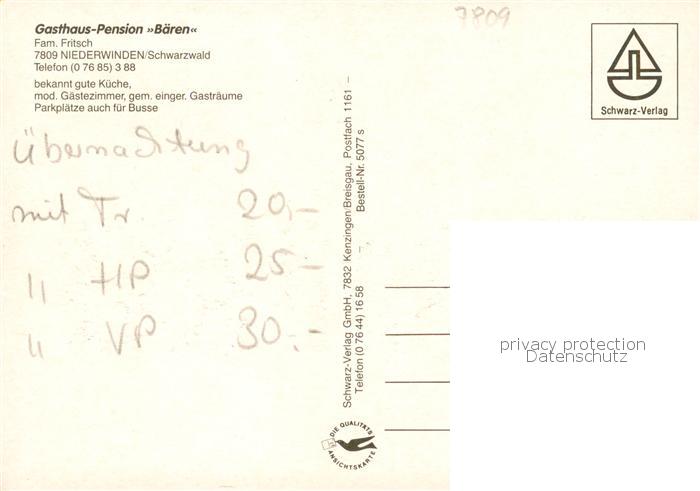 Gasthaus-Pension »Bären«
Fam. Fritsch
7809 NIEDERWINDEN/Schwarzwald
Telefon (0 76 85) 3 88
bekannt gute Küche,
mod. Gästezimmer, gem. einger. Gasträume
Parkplätze auch für Busse
7809
Schwarz-Verlag
Übernachtung
mit Fr. 20,-
" HP 25-
" VP 30.-
Schwarz-Verlag GmbH, 7832 Kenzingen/Breisgau, Postfach 1161 –
Telefon (0 76 44) 16 58 – Bestell-Nr. 5077 s
DIE QUALITÄTS
ANSICHTSKARTE
privacy protection
Datenschutz